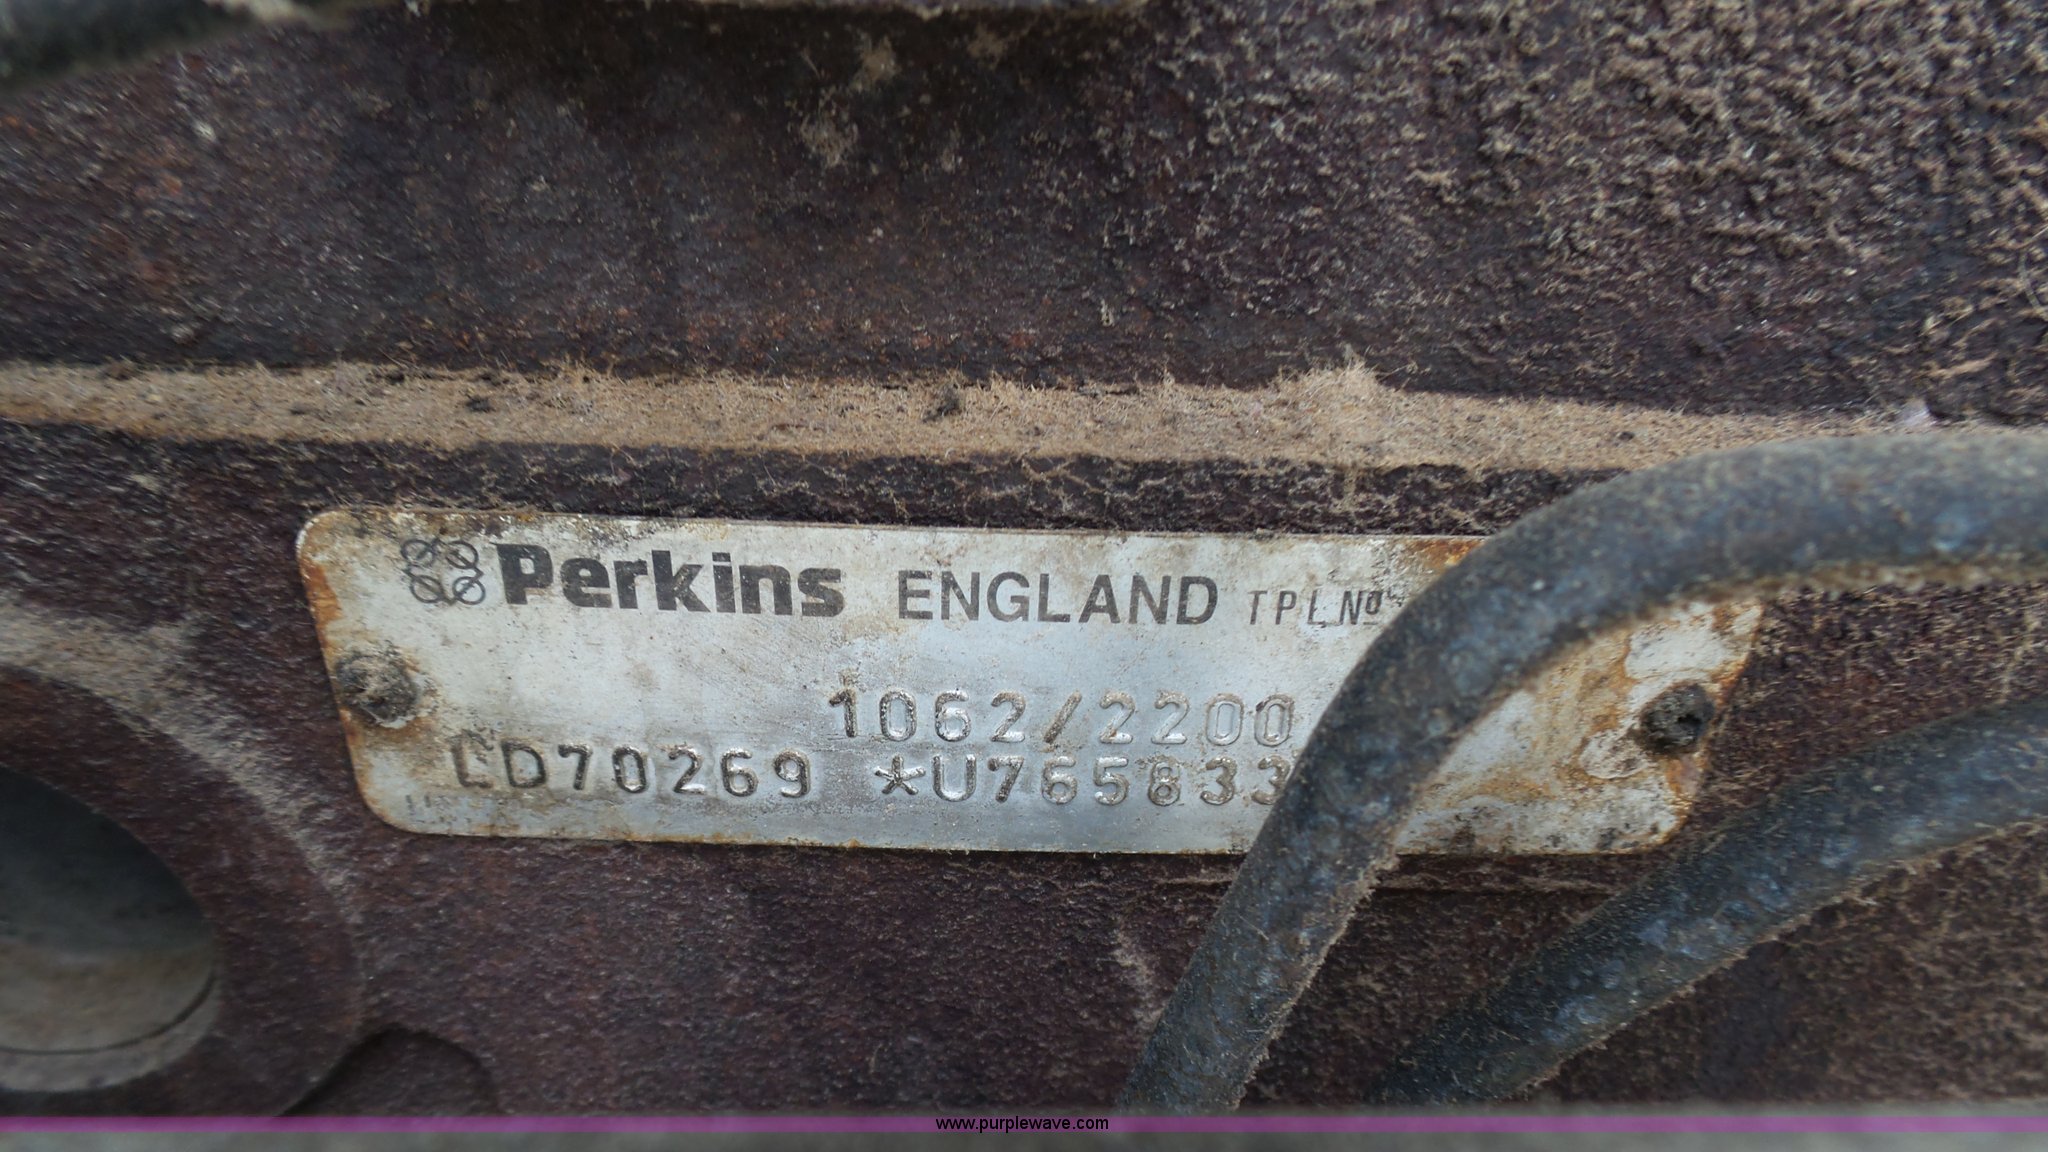 Perkins ENGLAND TPL No
1062/2200
LD70269 *U765833
www.purplewave.com